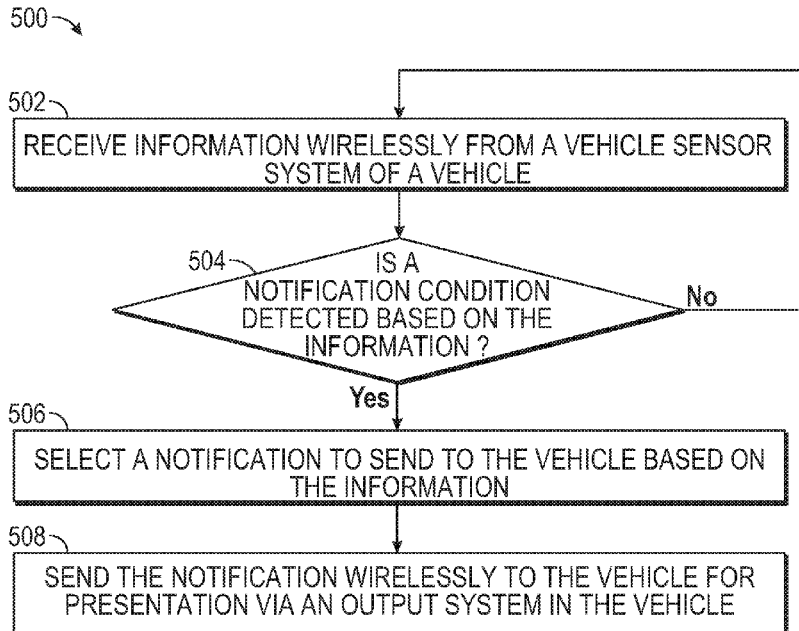 500
502
RECEIVE INFORMATION WIRELESSLY FROM A VEHICLE SENSOR
SYSTEM OF A VEHICLE
504
IS A
NOTIFICATION CONDITION
DETECTED BASED ON THE
INFORMATION ?
No
Yes
506
SELECT A NOTIFICATION TO SEND TO THE VEHICLE BASED ON
THE INFORMATION
508
SEND THE NOTIFICATION WIRELESSLY TO THE VEHICLE FOR
PRESENTATION VIA AN OUTPUT SYSTEM IN THE VEHICLE